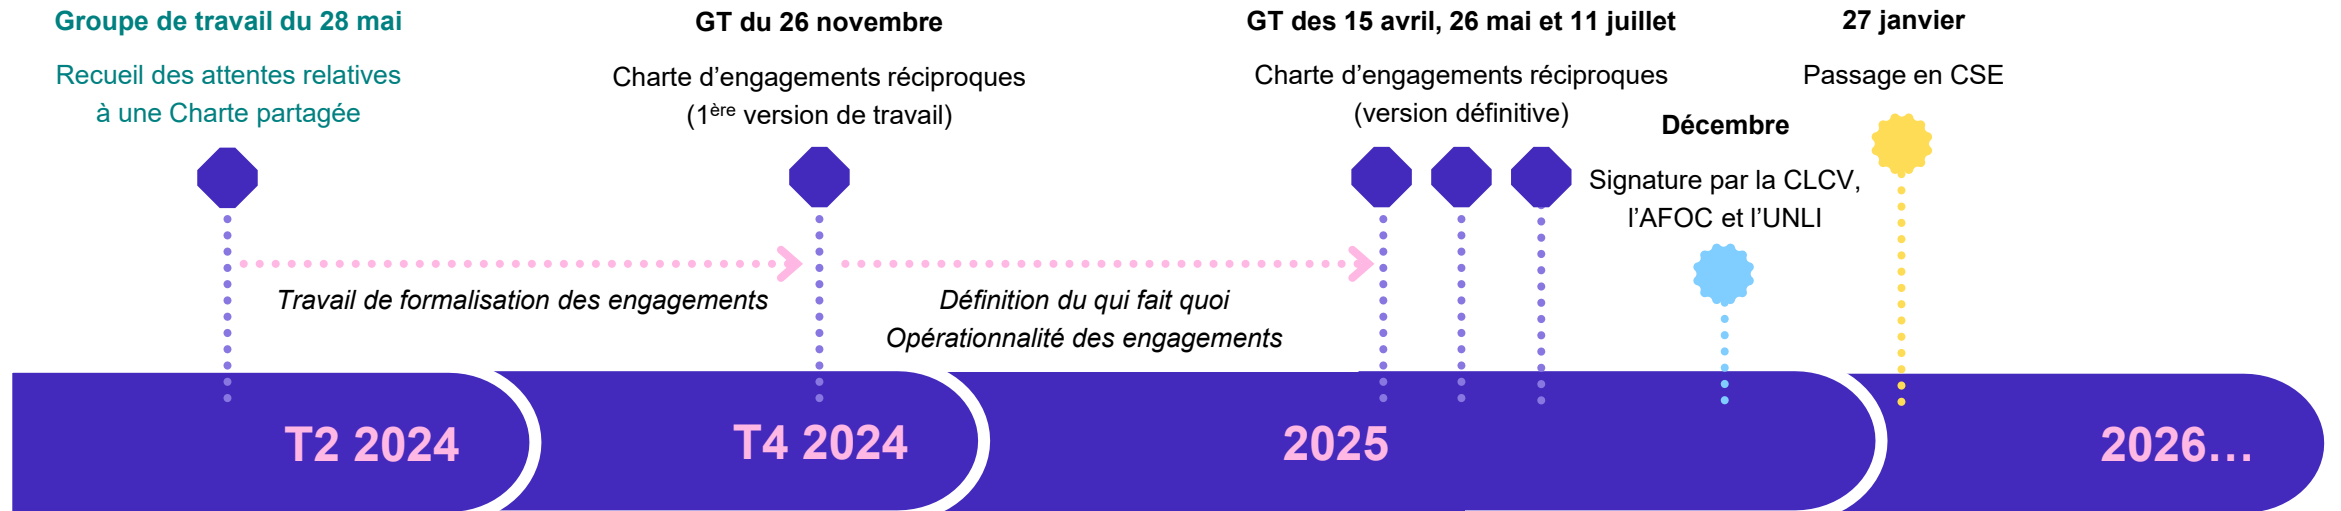 Groupe de travail du 28 mai
Recueil des attentes relatives
à une Charte partagée
GT du 26 novembre
Charte d’engagements réciproques
(1ère version de travail)
GT des 15 avril, 26 mai et 11 juillet
Charte d’engagements réciproques
(version définitive)
Décembre
Signature par la CLCV,
l’AFOC et l’UNLI
27 janvier
Passage en CSE
Travail de formalisation des engagements
Définition du qui fait quoi
Opérationnalité des engagements
T2 2024
T4 2024
2025
2026…